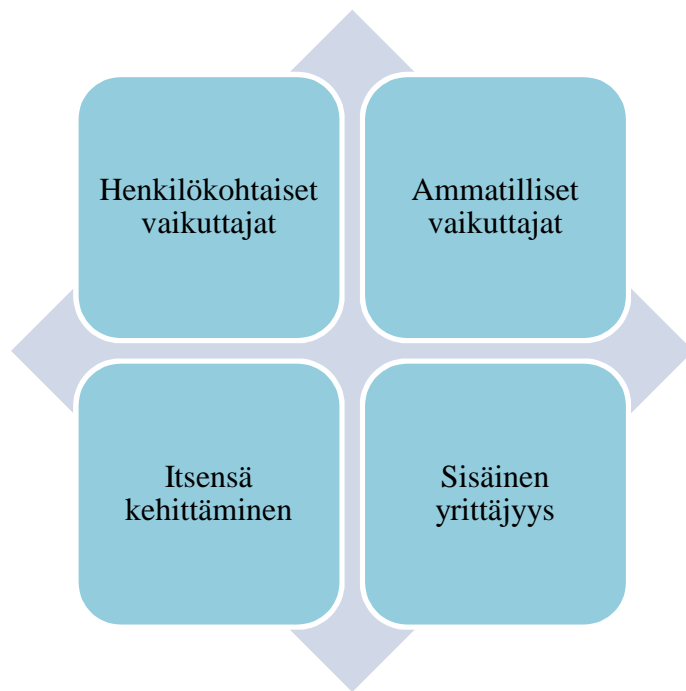 Henkilökohtaiset
vaikuttajat
Ammatilliset
vaikuttajat
Itsensä
kehittäminen
Sisäinen
yrittäjyys